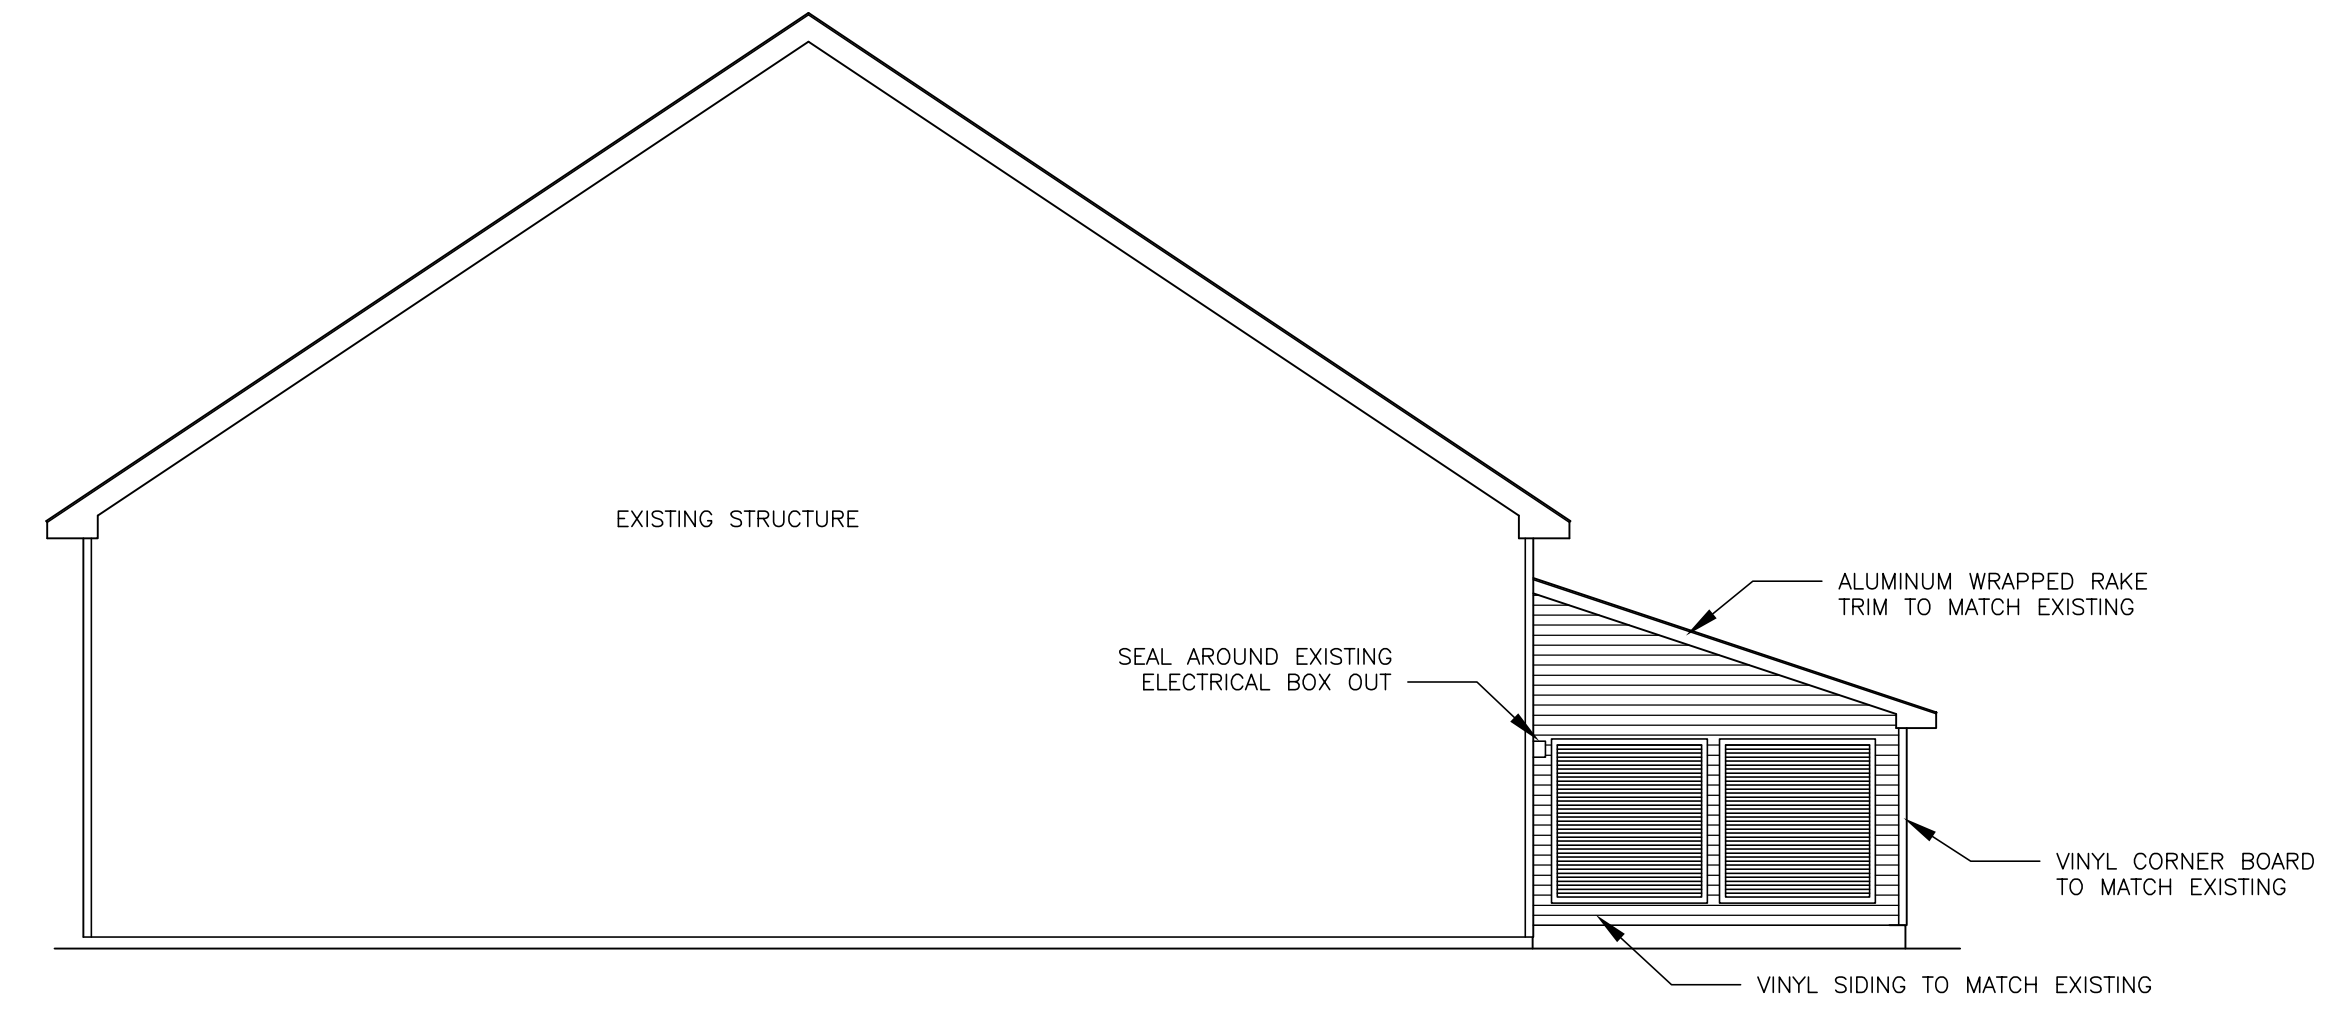 EXISTING STRUCTURE
ALUMINUM WRAPPED RAKE
TRIM TO MATCH EXISTING
SEAL AROUND EXISTING
ELECTRICAL BOX OUT
VINYL CORNER BOARD
TO MATCH EXISTING
VINYL SIDING TO MATCH EXISTING